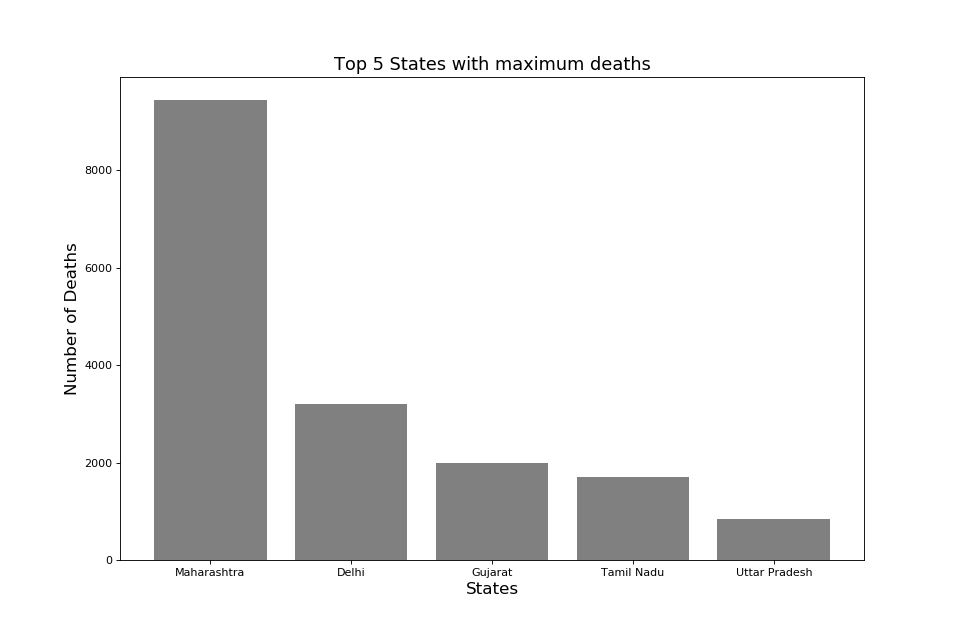 Top 5 States with maximum deaths
Number of Deaths
8000
6000
4000
2000
0
Maharashtra Delhi Gujarat Tamil Nadu Uttar Pradesh
States